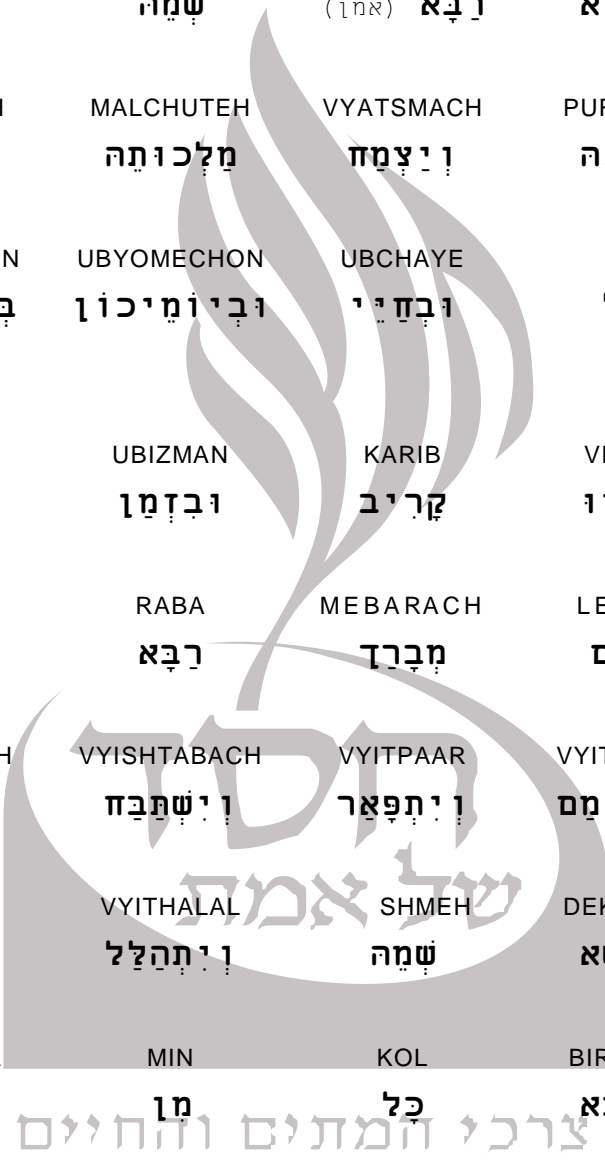 רַבָּא (אמן) שְׁמֵהּ
MALCHUTEH VYATSMACH
וְיַצְמַח מַלְכוּתֵהּ
UBYOMECHON UBCHAYE
וּבְחַיֵּי וּבְיוֹמֵיכוֹן
UBIZMAN KARIB
קָרִיב וּבִזְמַן
RABA MEBARACH
מְבָרַךְ רַבָּא
VYISHTABACH VYITPAAR
וְיִתְפָּאַר וְיִשְׁתַּבַּח
VYITHALAL SHMEH
שְׁמֵהּ וְיִתְהַלַּל
MIN KOL
כָּל מִן
חסד
של אמת
צרכי המתים והחיים